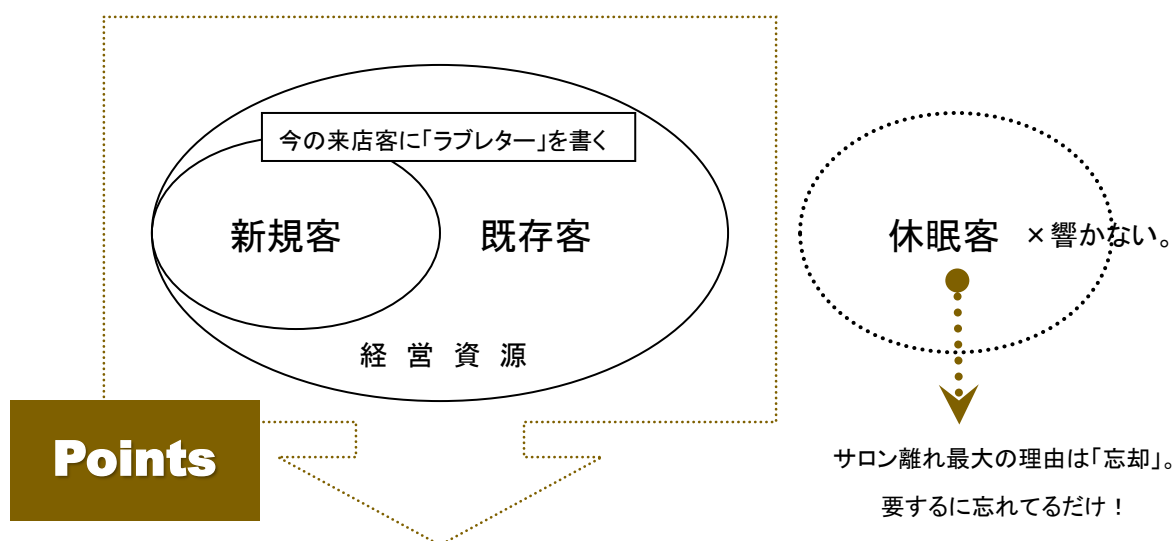 今の来店客に「ラブレター」を書く
新規客
既存客
経営資源
休眠客
×響かない。
Points
サロン離れ最大の理由は「忘却」。
要するに忘れてるだけ！